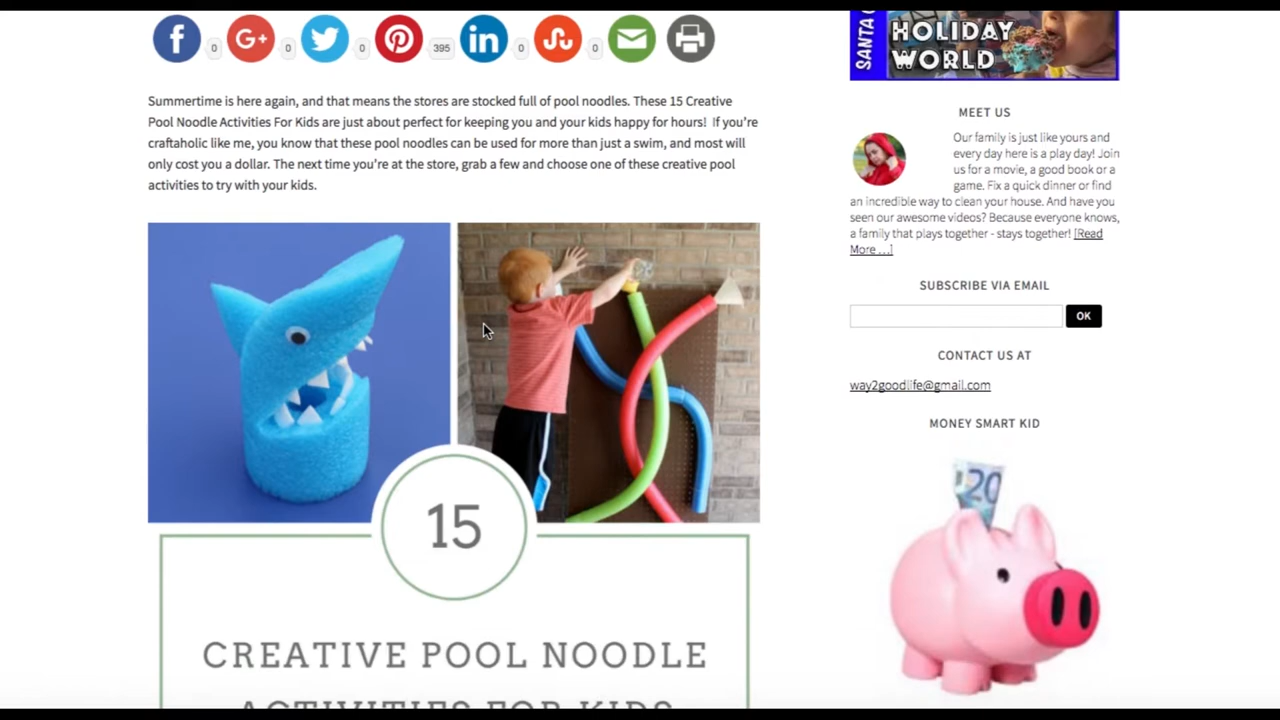 0
0
0
395
0
0
Summertime is here again, and that means the stores are stocked full of pool noodles. These 15 Creative
Pool Noodle Activities For Kids are just about perfect for keeping you and your kids happy for hours! If you're
craftaholic like me, you know that these pool noodles can be used for more than just a swim, and most will
only cost you a dollar. The next time you're at the store, grab a few and choose one of these creative pool
activities to try with your kids.
15
CREATIVE POOL NOODLE
ACTIVITIES FOR KIDS
SANTA
HOLIDAY
WORLD
MEET US
Our family is just like yours and
every day here is a play day! Join
us for a movie, a good book or a
game. Fix a quick dinner or find
an incredible way to clean your house. And have you
seen our awesome videos? Because everyone knows,
a family that plays together - stays together! [Read
More …]
SUBSCRIBE VIA EMAIL
OK
CONTACT US AT
way2goodlife@gmail.com
MONEY SMART KID
20